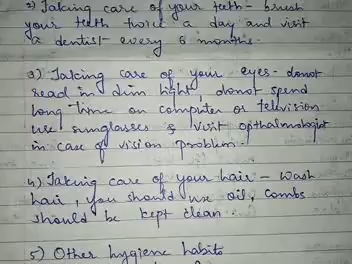 2) Taking care of your teeth - brush
your teeth twice a day and visit
a dentist every 6 months.
3) Taking care of your eyes - donot
read in dim light, donot spend
long time on computer or television
use sunglasses & visit opthalmologist
in case of vision problem.
4) Taking care of your hair - Wash
hair, you should use oil, combs
should be kept clean.
5) Other hygiene habits